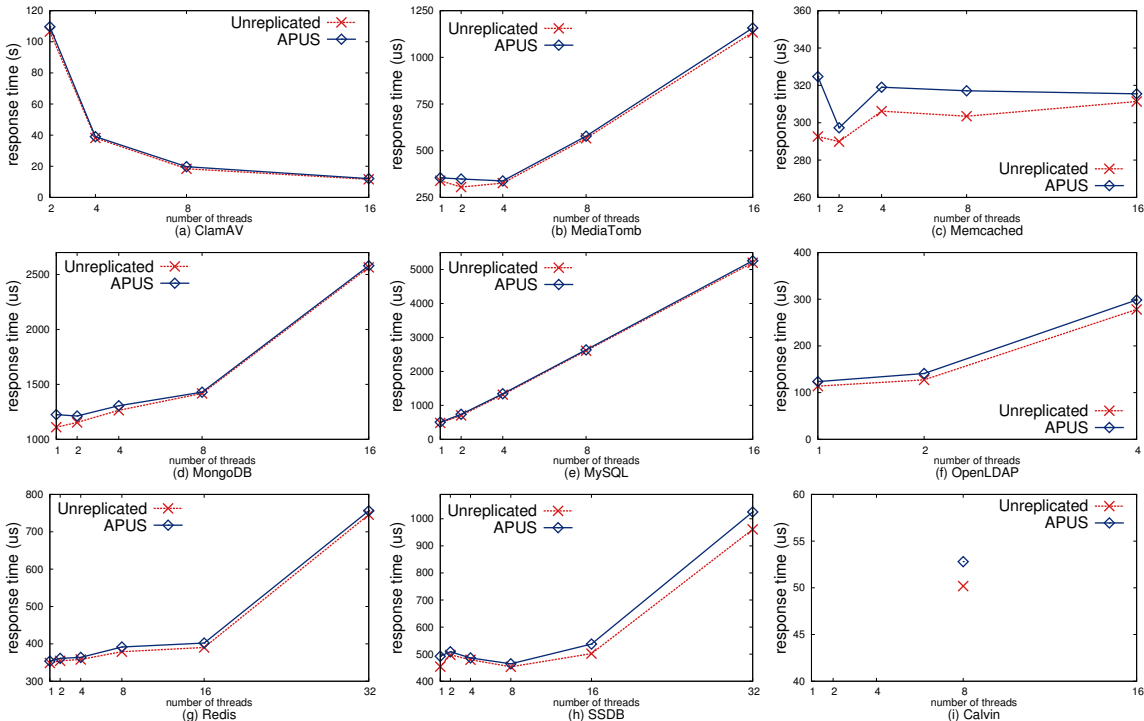 120
100
80
60
40
20
0
response time (s)
Unreplicated
APUS
2 4 8 16
number of threads
(a) ClamAV
1250
1000
750
500
250
response time (us)
Unreplicated
APUS
1 2 4 8 16
number of threads
(b) MediaTomb
360
340
320
300
280
260
response time (us)
Unreplicated
APUS
1 2 4 8 16
number of threads
(c) Memcached
2500
2000
1500
1000
response time (us)
Unreplicated
APUS
1 2 4 8 16
number of threads
(d) MongoDB
5000
4000
3000
2000
1000
0
response time (us)
Unreplicated
APUS
1 2 4 8 16
number of threads
(e) MySQL
400
300
200
100
0
response time (us)
Unreplicated
APUS
1 2 4
number of threads
(f) OpenLDAP
800
700
600
500
400
300
response time (us)
Unreplicated
APUS
1 2 4 8 16 32
number of threads
(g) Redis
1000
900
800
700
600
500
400
response time (us)
Unreplicated
APUS
1 2 4 8 16 32
number of threads
(h) SSDB
60
55
50
45
40
response time (us)
Unreplicated
APUS
1 2 4 8 16
number of threads
(i) Calvin